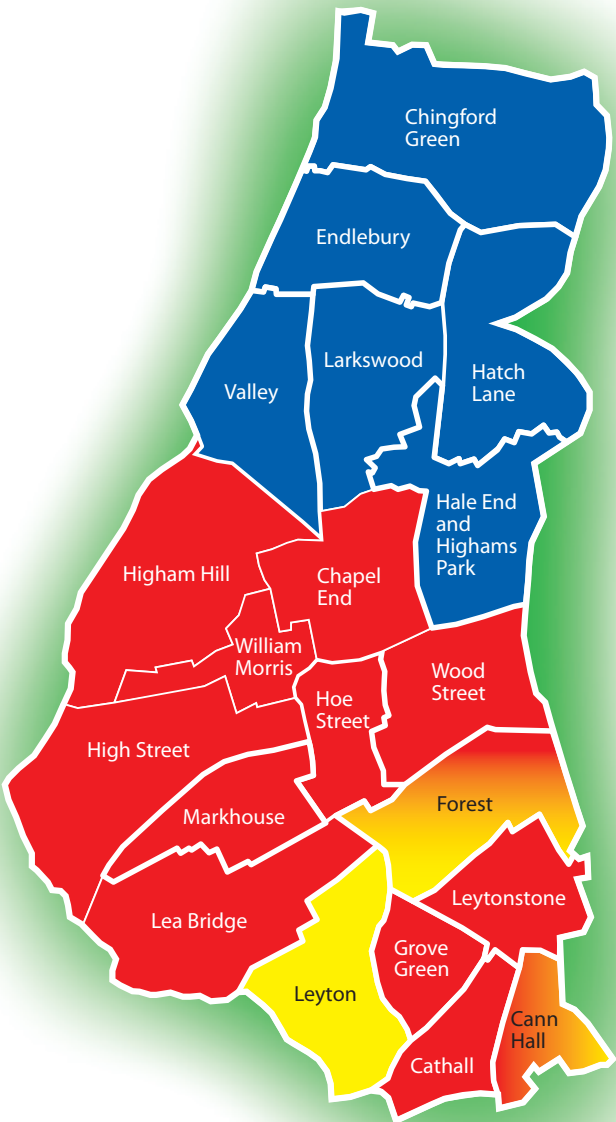 Chingford
Green
Endlebury
Larkswood
Hatch
Lane
Valley
Hale End
and
Highams
Park
Higham Hill
Chapel
End
William
Morris
Wood
Street
Hoe
Street
High Street
Forest
Markhouse
Leytonstone
Lea Bridge
Grove
Green
Leyton
Cann
Hall
Cathall